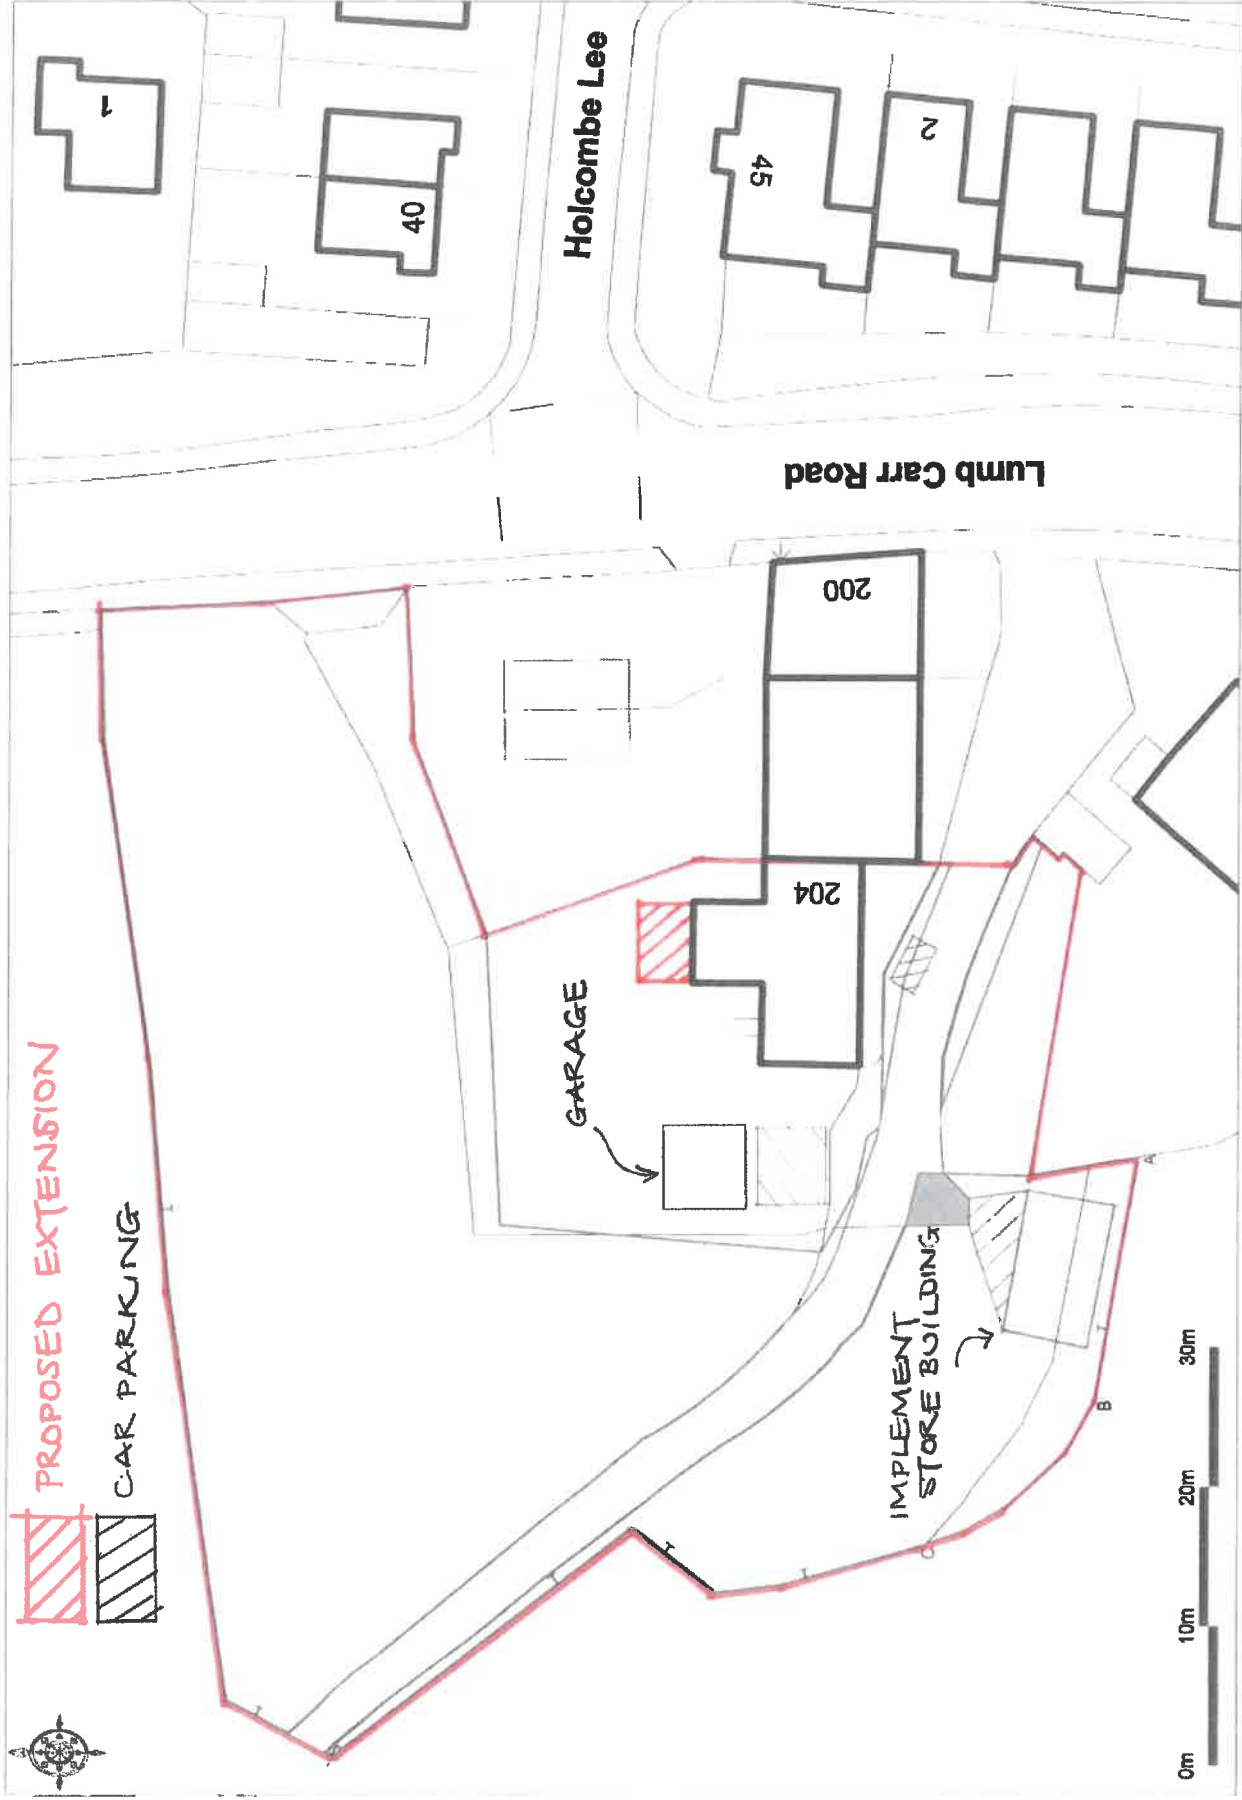 PROPOSED EXTENSION
CAR PARKING
1
40
Holcombe Lee
45
2
Lumb Carr Road
200
204
GARAGE
IMPLEMENT
STORE BUILDING
A
B
C
0m
10m
20m
30m